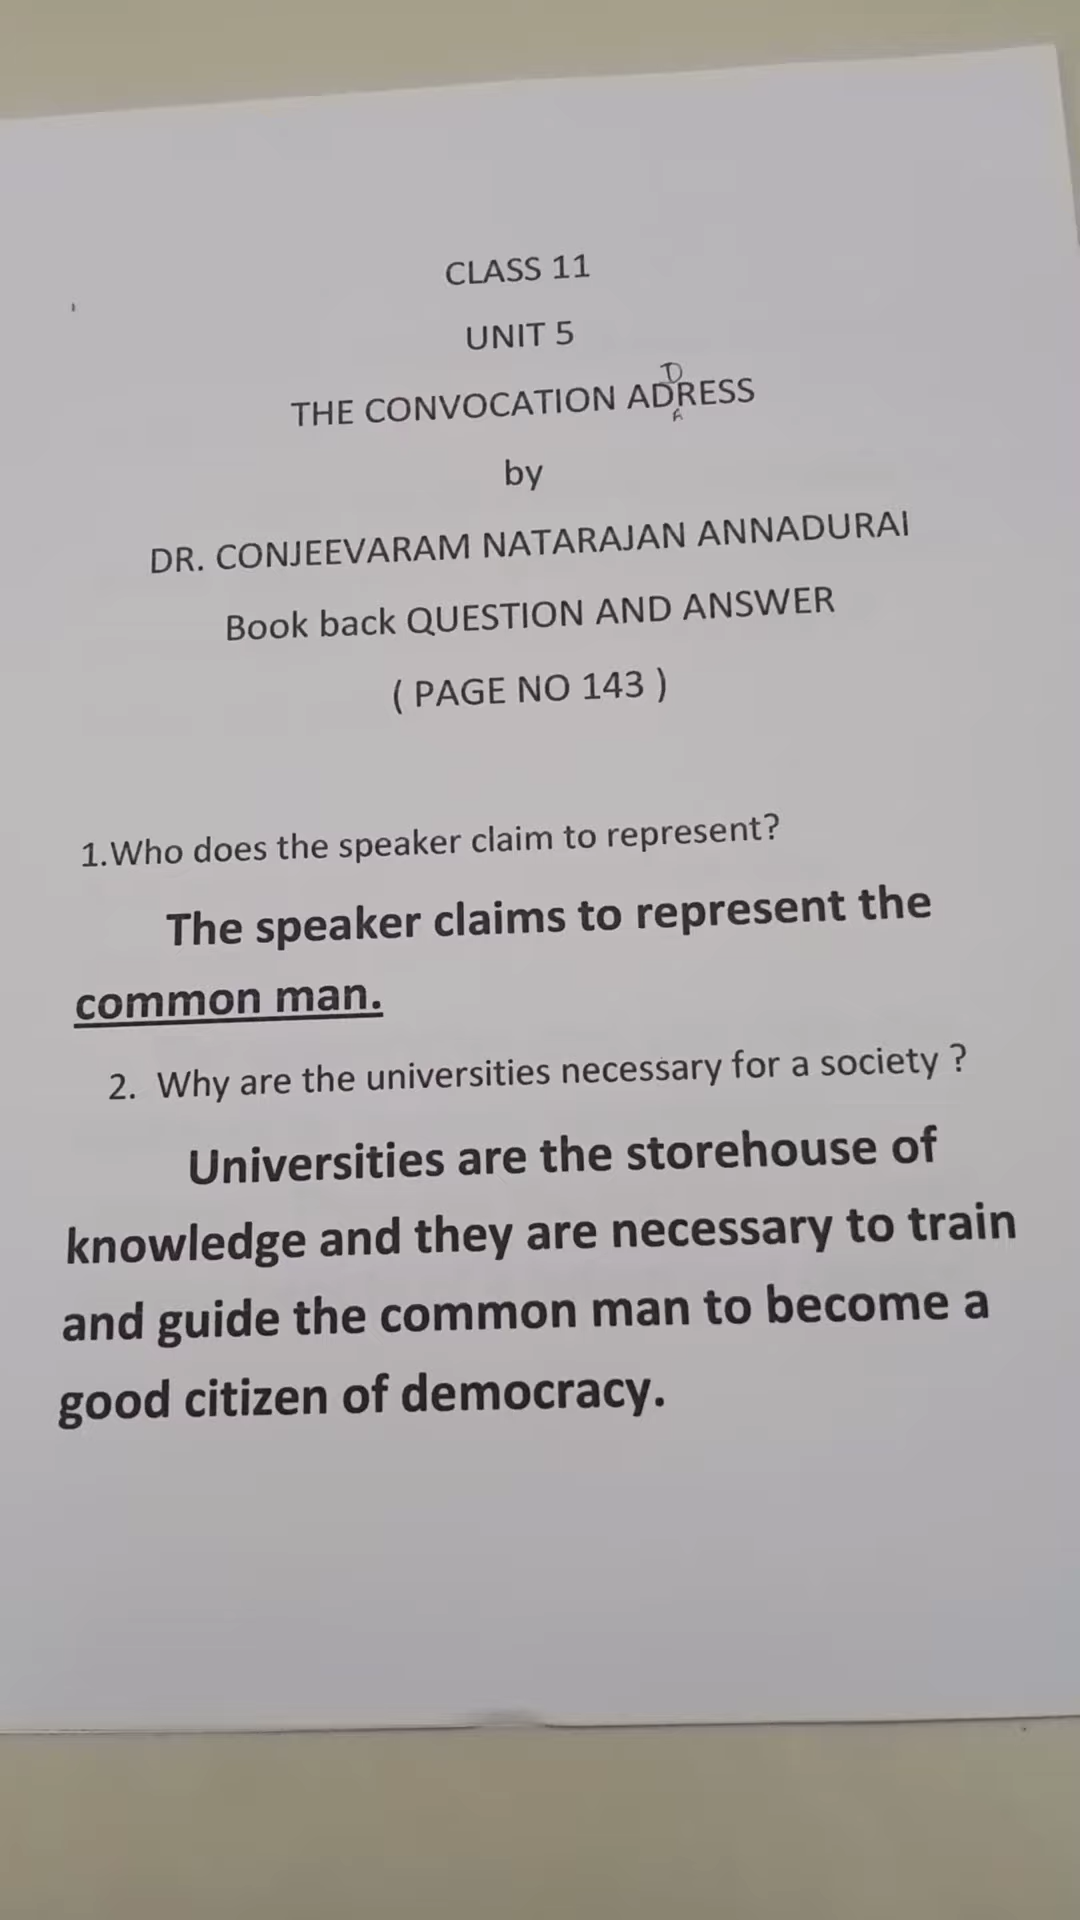 CLASS 11
UNIT 5
D
THE CONVOCATION ADRESS
by
DR. CONJEEVARAM NATARAJAN ANNADURAI
Book back QUESTION AND ANSWER
( PAGE NO 143 )
1.Who does the speaker claim to represent?
The speaker claims to represent the
common man.
2. Why are the universities necessary for a society ?
Universities are the storehouse of
knowledge and they are necessary to train
and guide the common man to become a
good citizen of democracy.